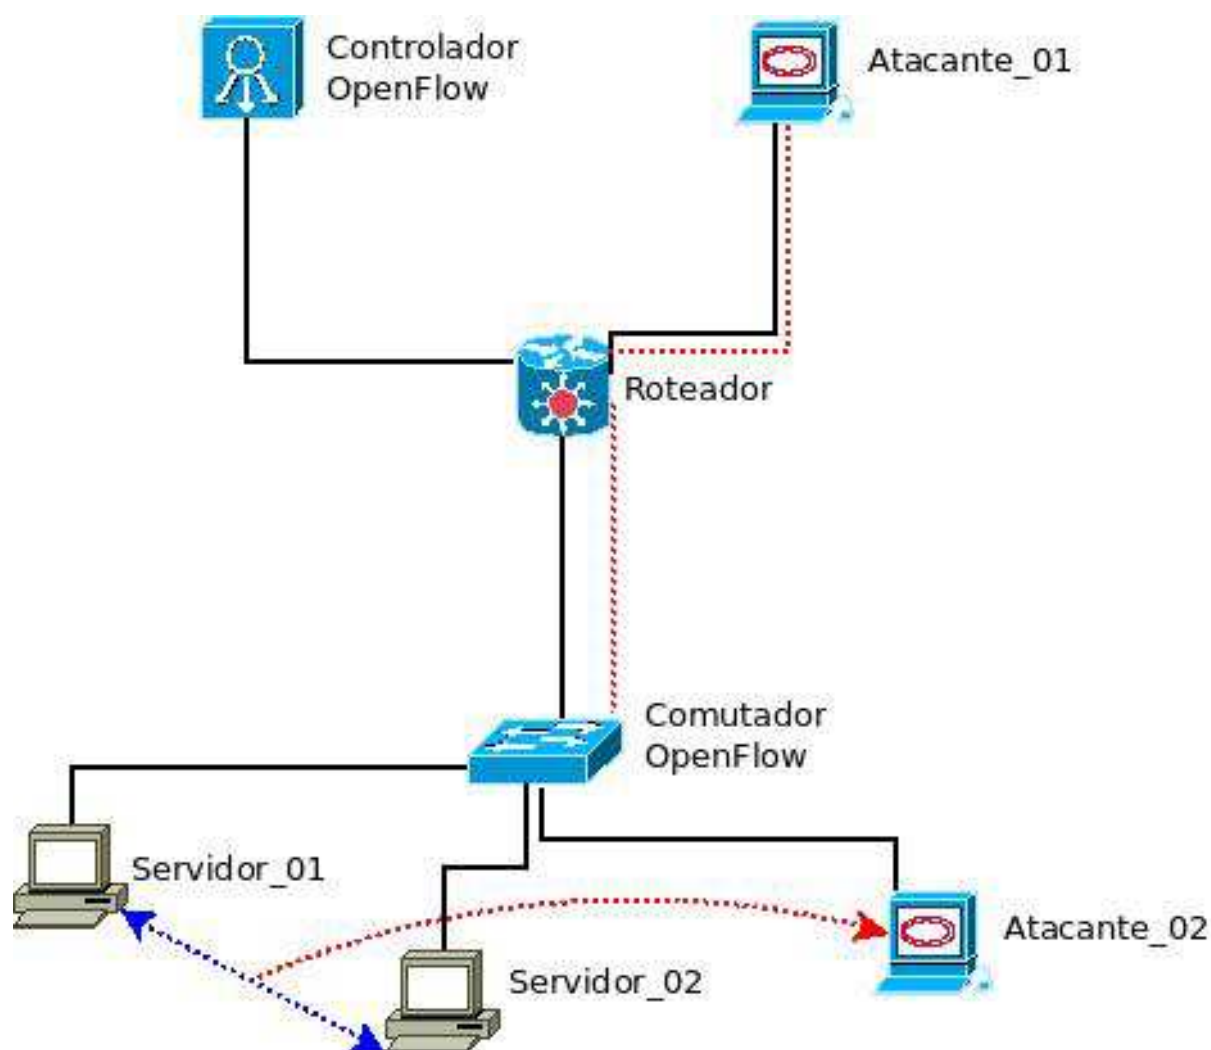 Controlador
OpenFlow
Atacante_01
Roteador
Comutador
OpenFlow
Servidor_01
Atacante_02
Servidor_02